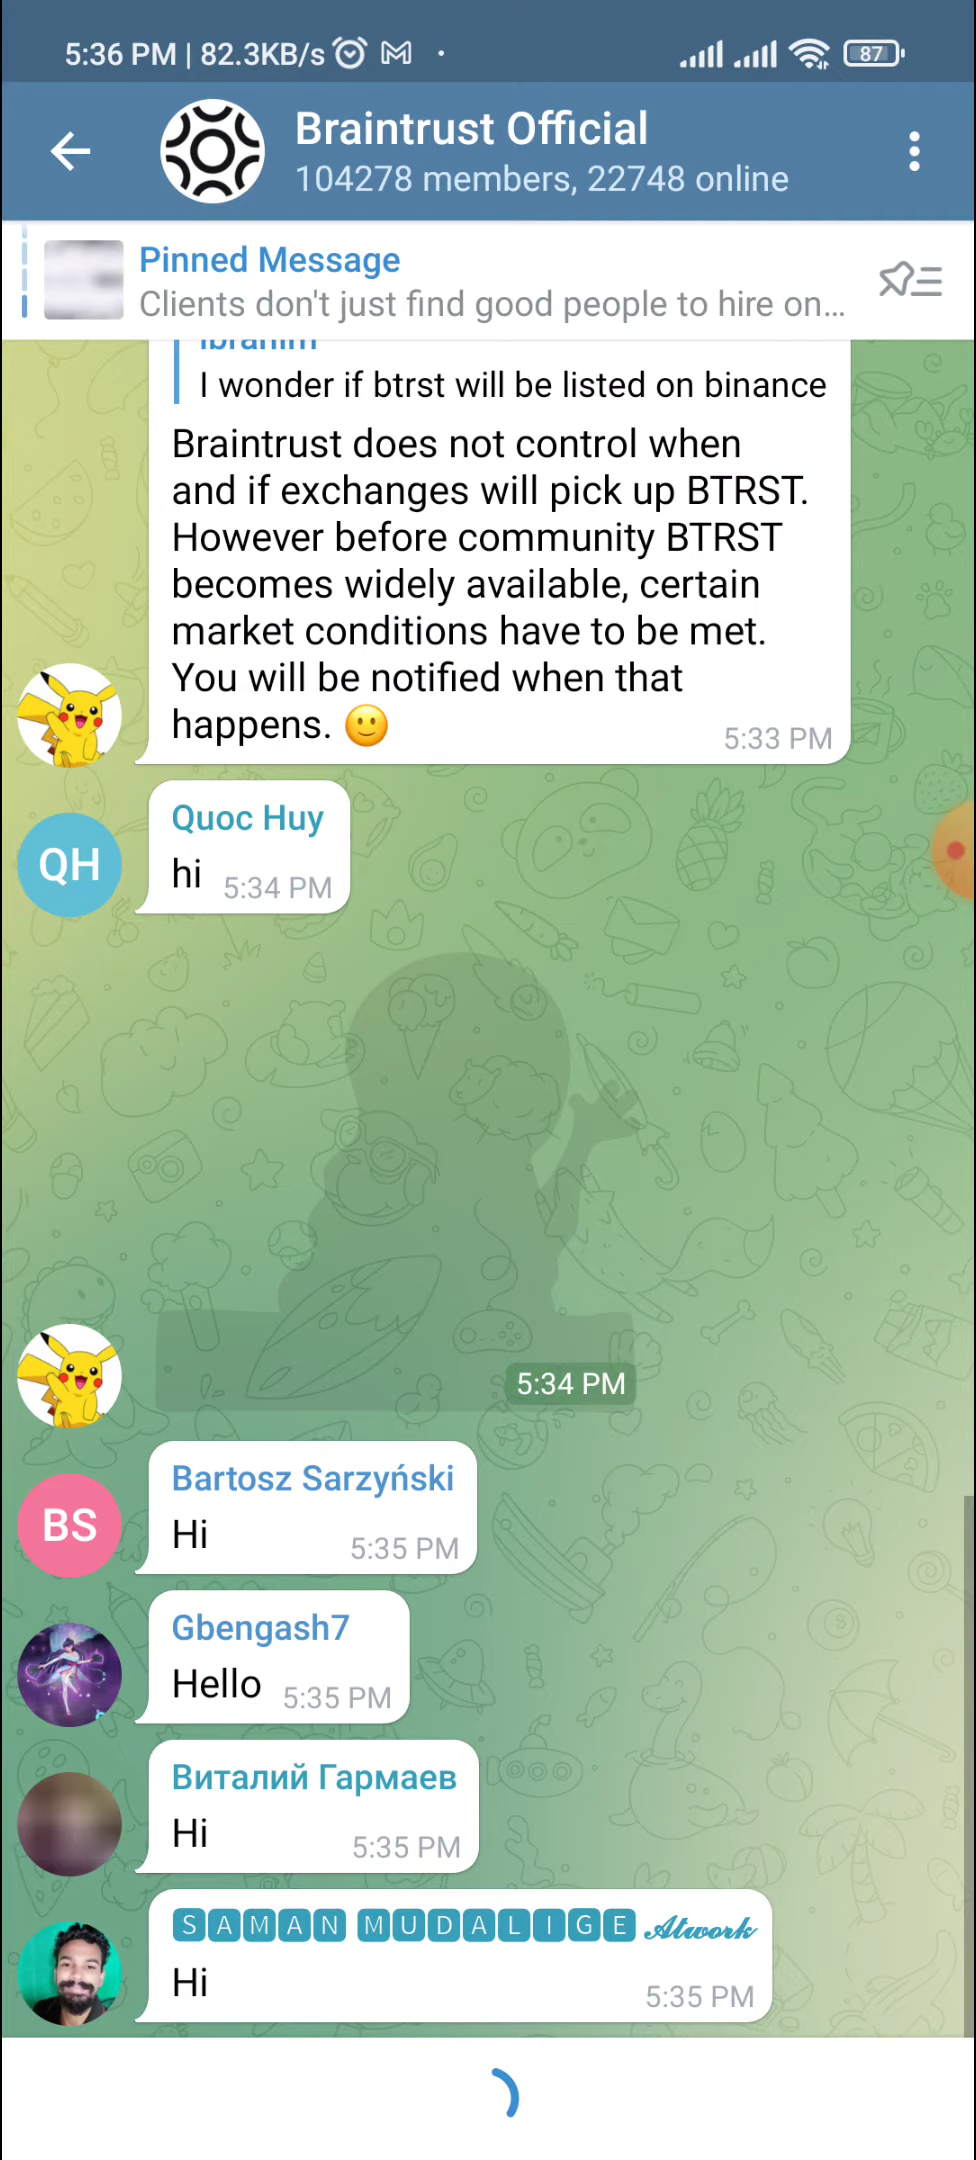 5:36 PM | 82.3KB/s
87
Braintrust Official
104278 members, 22748 online
Pinned Message
Clients don't just find good people to hire on...
Ibrahim
I wonder if btrst will be listed on binance
Braintrust does not control when
and if exchanges will pick up BTRST.
However before community BTRST
becomes widely available, certain
market conditions have to be met.
You will be notified when that
happens. 🙂
5:33 PM
Quoc Huy
QH
hi 5:34 PM
5:34 PM
Bartosz Sarzyński
BS
Hi 5:35 PM
Gbengash7
Hello 5:35 PM
Виталий Гармаев
Hi 5:35 PM
🅂🄰🄼🄰🄽 🄼🅄🄳🄰🄻🄸🄶🄴 𝓐𝓽𝔀𝓸𝓻𝓴
Hi 5:35 PM